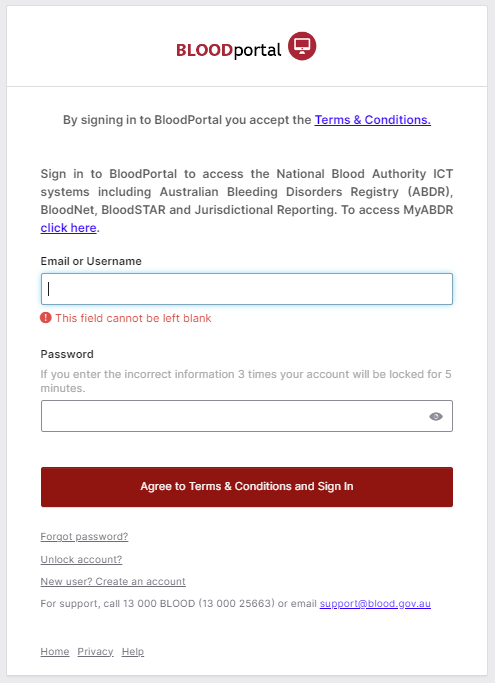 BLOODportal
By signing in to BloodPortal you accept the Terms & Conditions.
Sign in to BloodPortal to access the National Blood Authority ICT
systems including Australian Bleeding Disorders Registry (ABDR),
BloodNet, BloodSTAR and Jurisdictional Reporting. To access MyABDR
click here.
Email or Username
This field cannot be left blank
Password
If you enter the incorrect information 3 times your account will be locked for 5
minutes.
Agree to Terms & Conditions and Sign In
Forgot password?
Unlock account?
New user? Create an account
For support, call 13 000 BLOOD (13 000 25663) or email support@blood.gov.au
Home Privacy Help